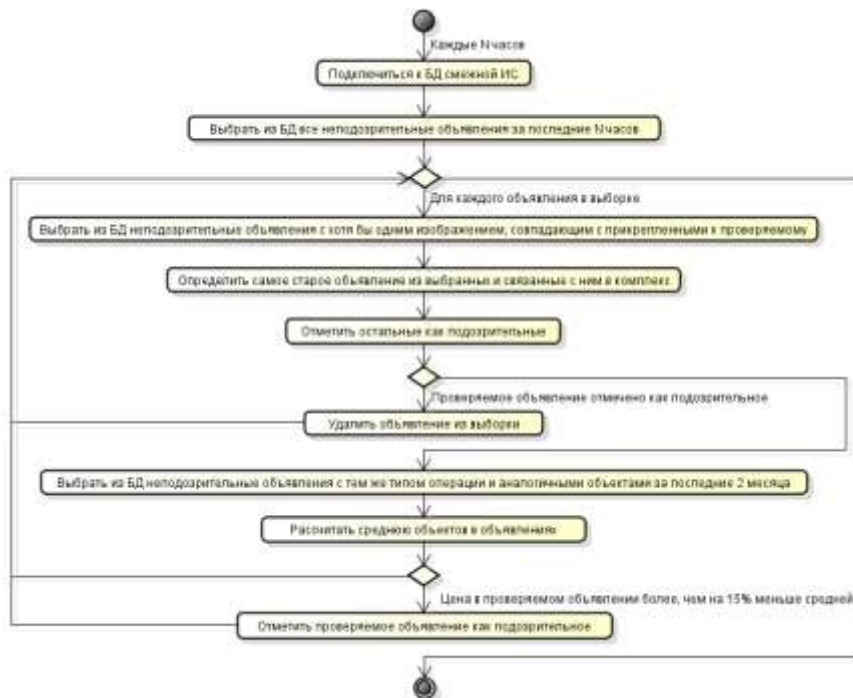 Каждые N часов
Подключиться к БД смежной ИС
Выбрать из БД все неподозрительные объявления за последние N часов
Для каждого объявления в выборке
Выбрать из БД неподозрительные объявления с хотя бы одним изображением, совпадающим с прикрепленными к проверяемому
Определить самое старое объявление из выбранных и связанные с ним в комплекс
Отметить остальные как подозрительные
Проверяемое объявление отмечено как подозрительное
Удалить объявление из выборки
Выбрать из БД неподозрительные объявления с тем же типом операции и аналогичными объектами за последние 2 месяца
Рассчитать среднюю объектов в объявлениях
Цена в проверяемом объявлении более, чем на 15% меньше средней
Отметить проверяемое объявление как подозрительное